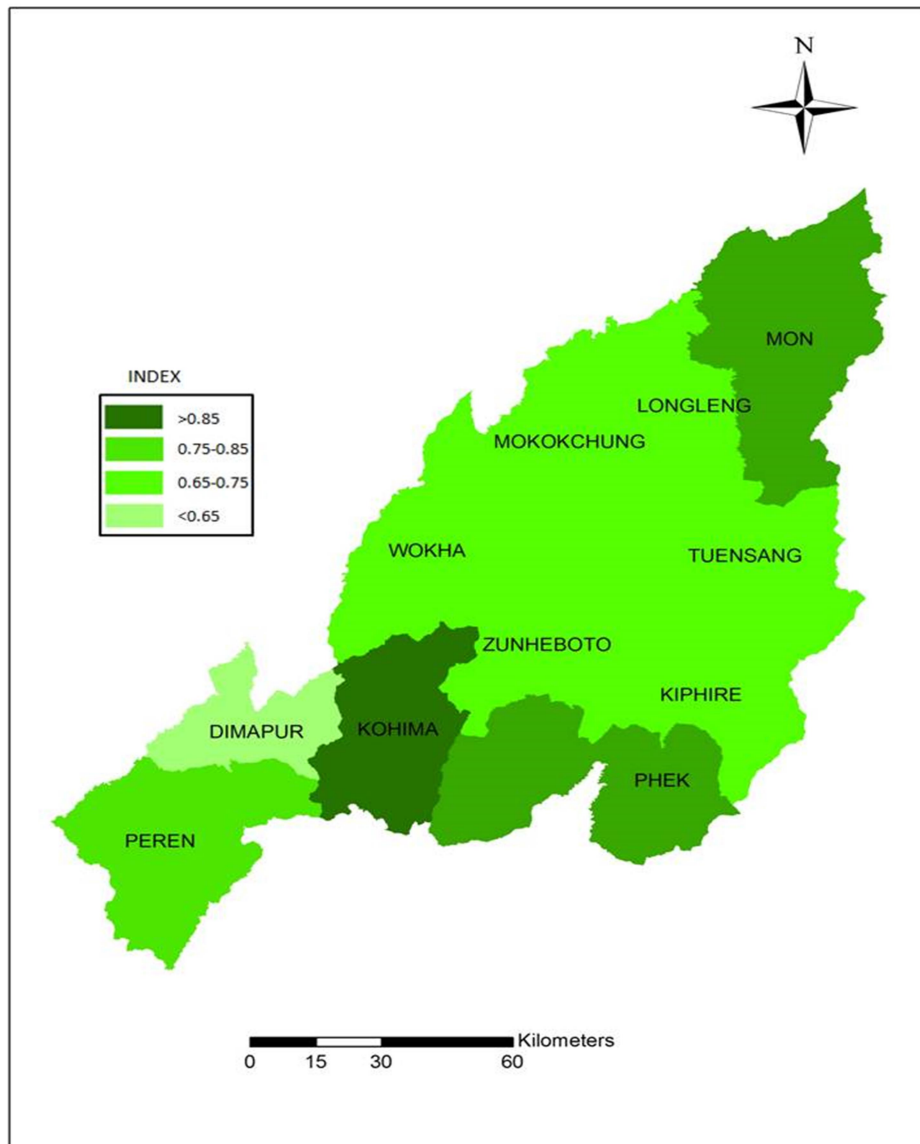 N
MON
INDEX
>0.85
0.75-0.85
0.65-0.75
<0.65
LONGLENG
MOKOKCHUNG
WOKHA
TUENSANG
ZUNHEBOTO
KIPHIRE
DIMAPUR
KOHIMA
PHEK
PEREN
Kilometers
0 15 30 60